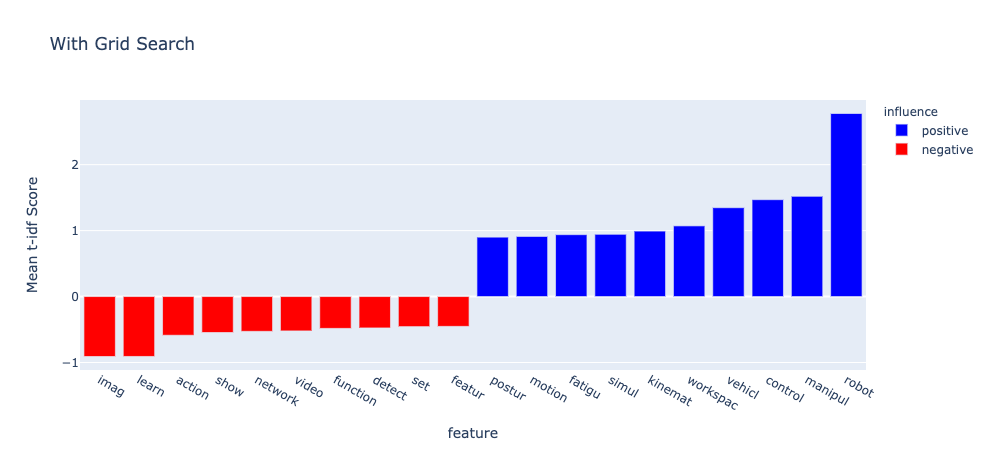 With Grid Search
influence
positive
negative
Mean t-idf Score
2
1
0
−1
imag
learn
action
show
network
video
function
detect
set
featur
postur
motion
fatigu
simul
kinemat
workspac
vehicl
control
manipul
robot
feature